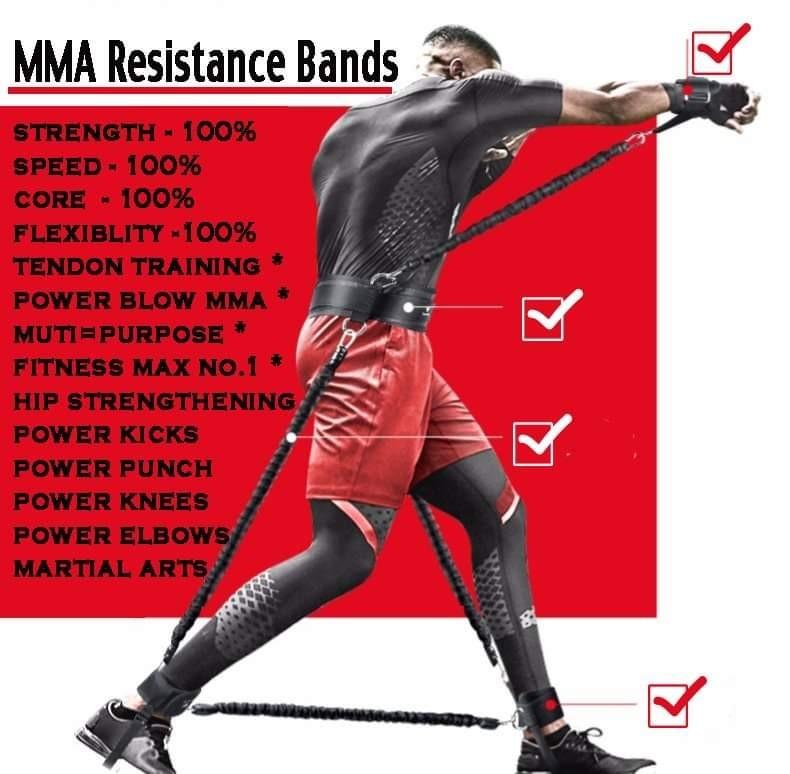 MMA Resistance Bands
STRENGTH - 100%
SPEED - 100%
CORE - 100%
FLEXIBLITY -100%
TENDON TRAINING *
POWER BLOW MMA *
MUTI=PURPOSE *
FITNESS MAX NO.1 *
HIP STRENGTHENING
POWER KICKS
POWER PUNCH
POWER KNEES
POWER ELBOWS
MARTIAL ARTS